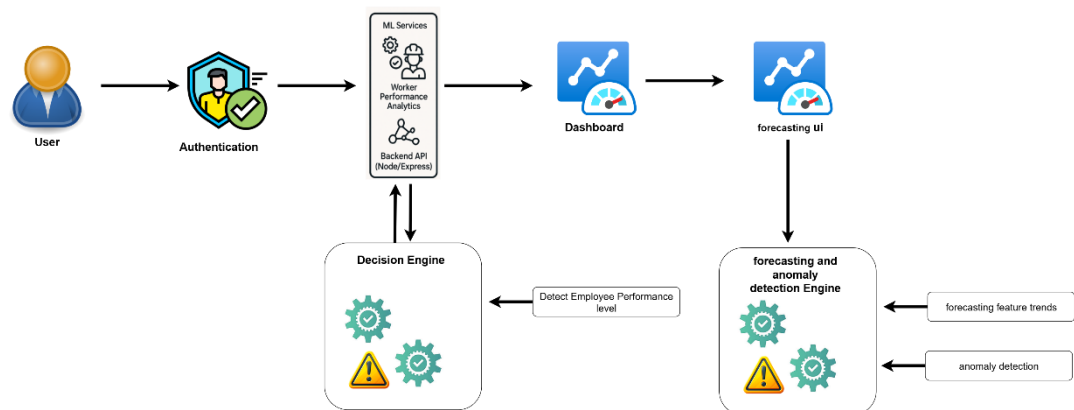 ML Services
Worker
Performance
Analytics
Backend API
(Node/Express)
User
Authentication
Dashboard
forecasting ui
Decision Engine
Detect Employee Performance
level
forecasting and
anomaly
detection Engine
forecasting feature trends
anomaly detection